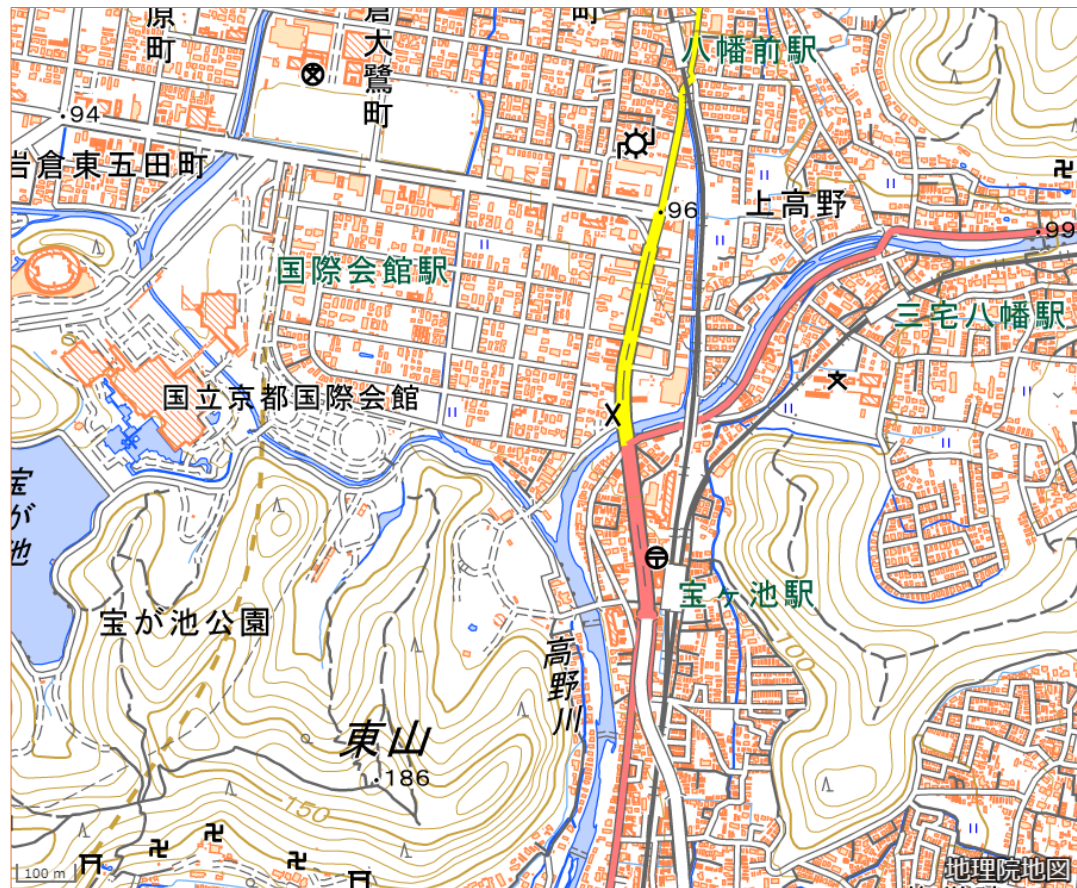 原町
倉大鷺町
町
八幡前駅
94
岩倉東五田町
96
上高野
99
国際会館駅
三宅八幡駅
国立京都国際会館
宝が池
宝ヶ池駅
100
宝が池公園
高野川
東山
186
150
100 m
地理院地図